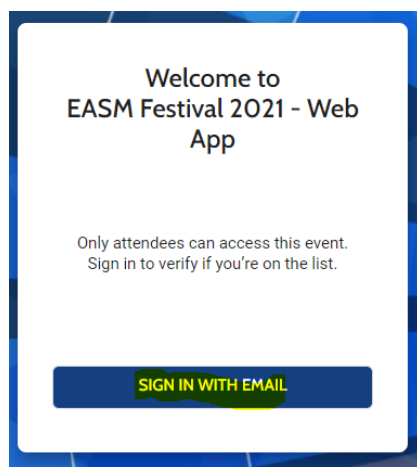 Welcome to
EASM Festival 2021 - Web
App
Only attendees can access this event.
Sign in to verify if you're on the list.
SIGN IN WITH EMAIL